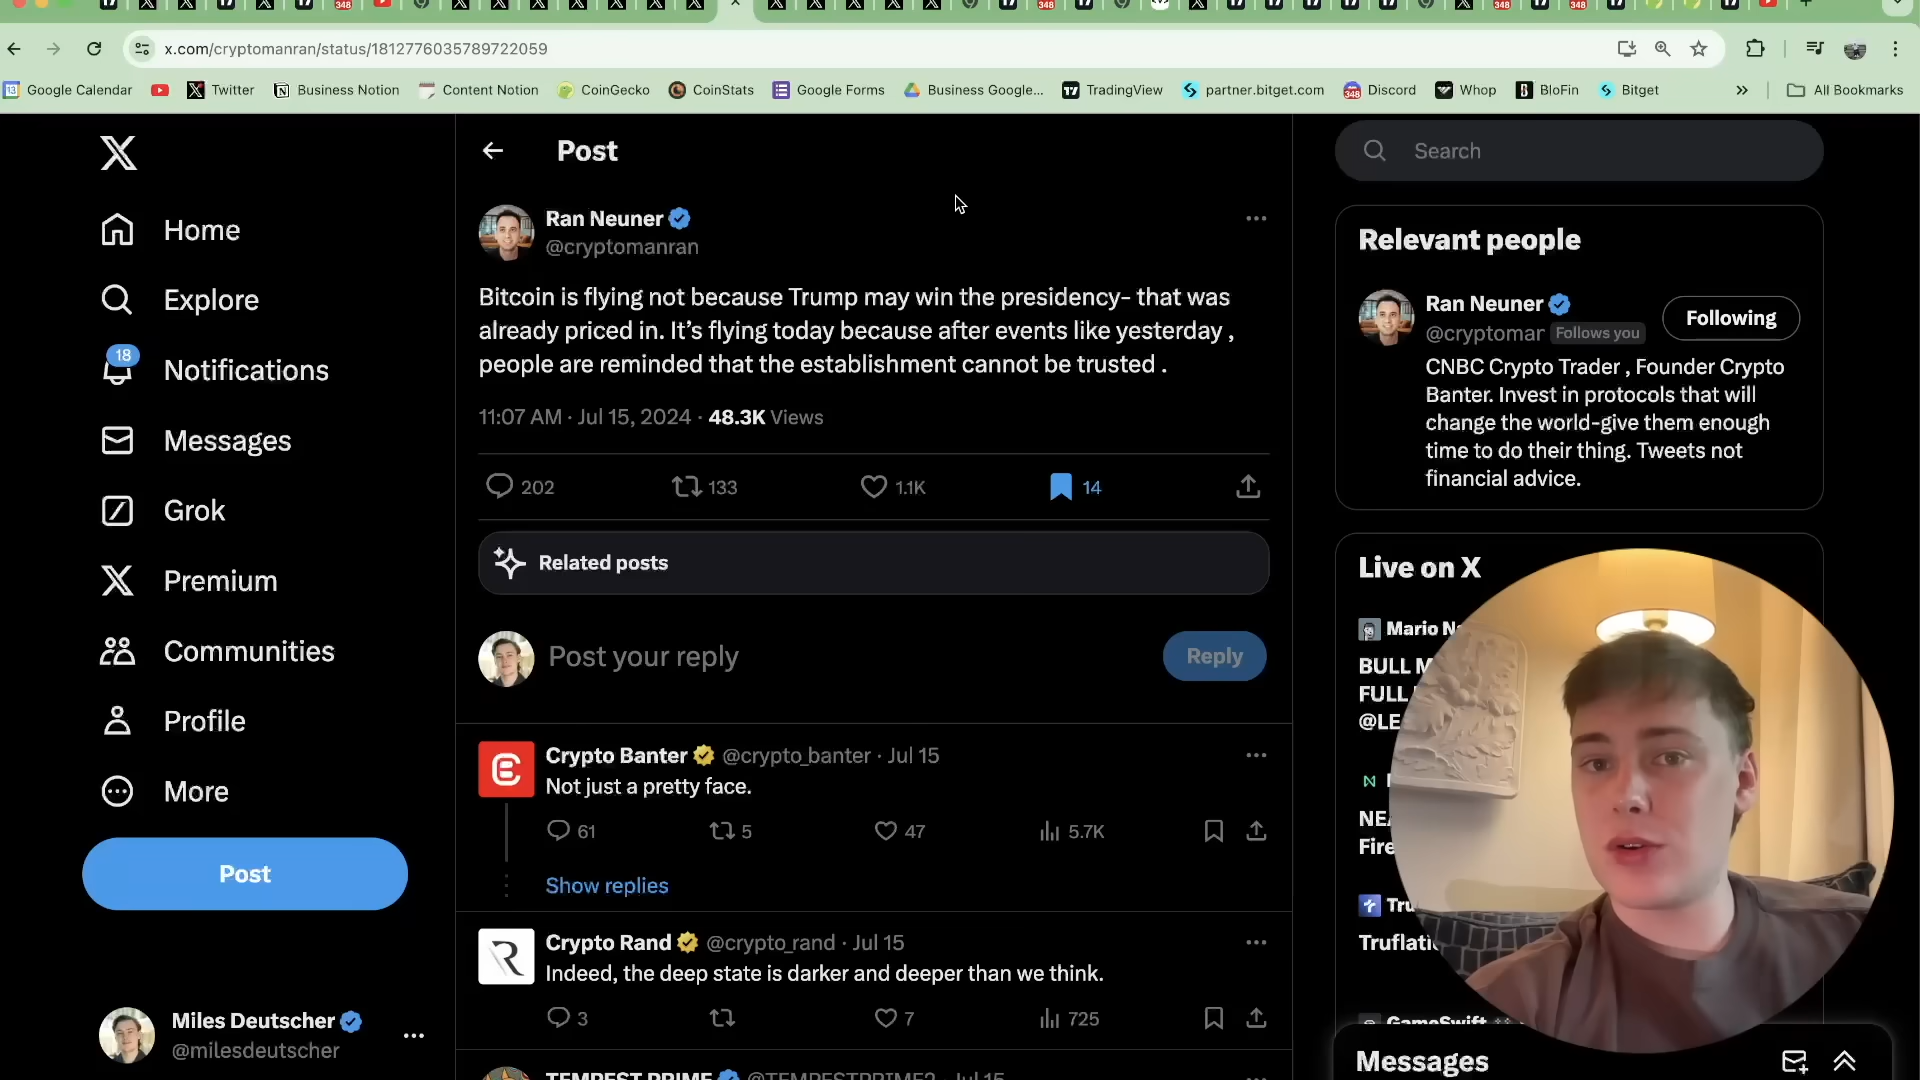 x.com/cryptomanran/status/1812776035789722059
Google Calendar
Twitter
Business Notion
Content Notion
CoinGecko
CoinStats
Google Forms
Business Google...
TradingView
partner.bitget.com
348
Discord
Whop
BloFin
Bitget
»
All Bookmarks
Home
Explore
18
Notifications
Messages
Grok
Premium
Communities
Profile
More
Post
Miles Deutscher
@milesdeutscher
Post
Ran Neuner
@cryptomanran
Bitcoin is flying not because Trump may win the presidency- that was
already priced in. It’s flying today because after events like yesterday ,
people are reminded that the establishment cannot be trusted .
11:07 AM · Jul 15, 2024 · 48.3K Views
202
133
1.1K
14
Related posts
Post your reply
Reply
Crypto Banter @crypto_banter · Jul 15
Not just a pretty face.
61
5
47
5.7K
Show replies
Crypto Rand @crypto_rand · Jul 15
Indeed, the deep state is darker and deeper than we think.
3
7
725
TEMPEST PRIME @TEMPESTPRIME2 · Jul 15
Search
Relevant people
Ran Neuner
@cryptomar Follows you
Following
CNBC Crypto Trader , Founder Crypto
Banter. Invest in protocols that will
change the world-give them enough
time to do their thing. Tweets not
financial advice.
Live on X
Mario N
BULL M
FULL
@LE
NEA
Fire
Tru
Truflati
GameSwift
Messages